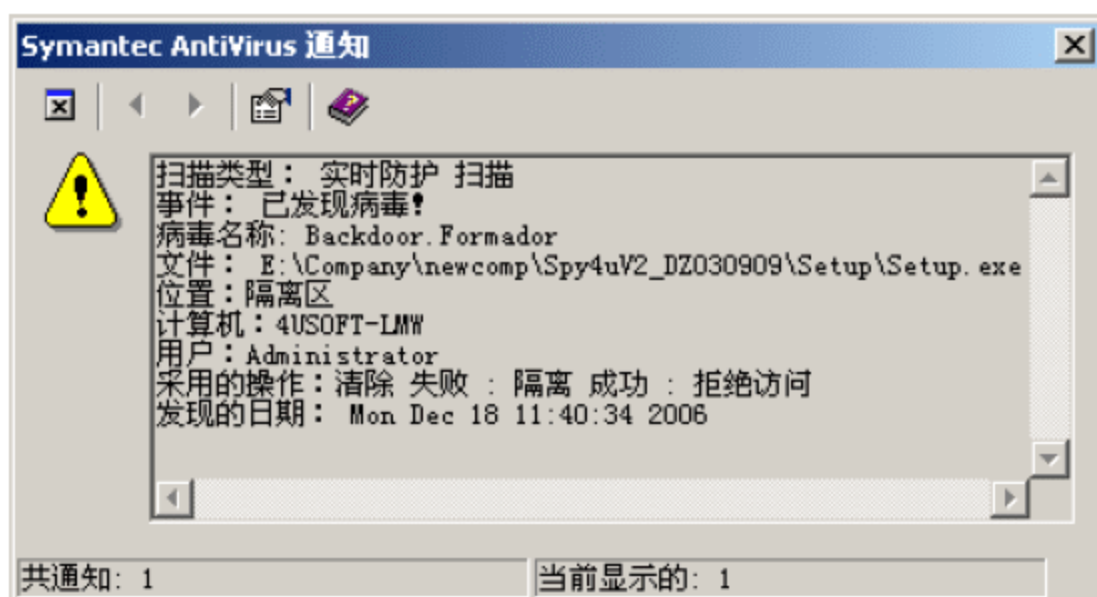 Symantec AntiVirus 通知
扫描类型： 实时防护 扫描
事件： 已发现病毒!
病毒名称: Backdoor.Formador
文件： E:\Company\newcomp\Spy4uV2_DZ030909\Setup\Setup.exe
位置：隔离区
计算机：4USOFT-LMW
用户：Administrator
采用的操作：清除 失败 : 隔离 成功 : 拒绝访问
发现的日期： Mon Dec 18 11:40:34 2006
共通知: 1
当前显示的: 1